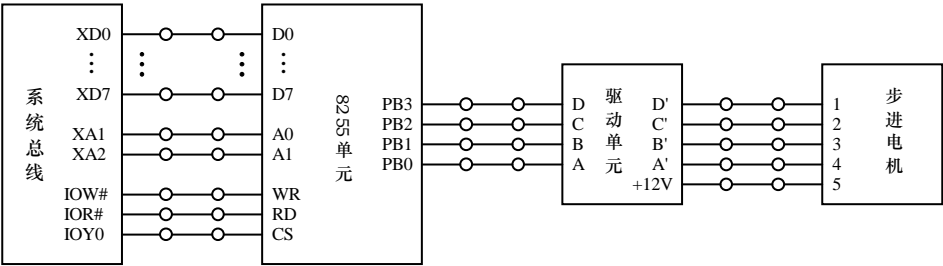 系统总线
XD0
⋮
XD7
XA1
XA2
IOW#
IOR#
IOY0
D0
⋮
D7
A0
A1
WR
RD
CS
8255单元
PB3
PB2
PB1
PB0
D
C
B
A
驱动单元
D'
C'
B'
A'
+12V
1
2
3
4
5
步进电机